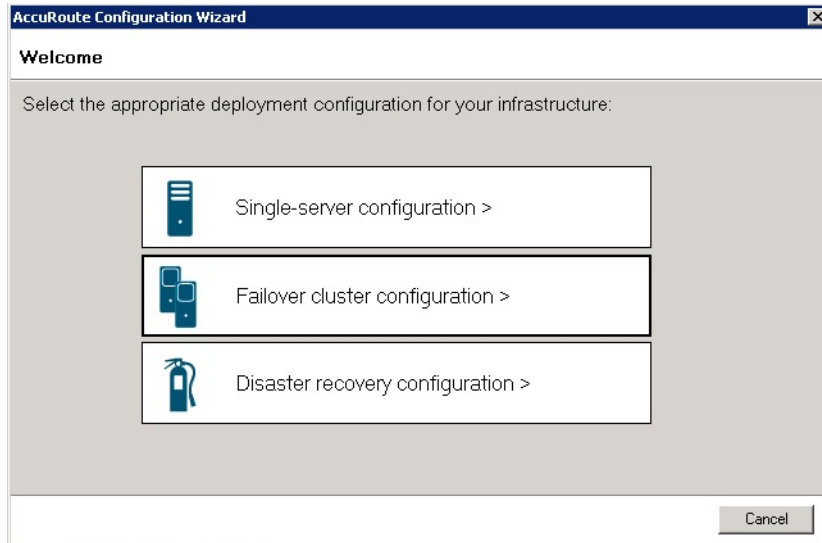 AccuRoute Configuration Wizard
Welcome
Select the appropriate deployment configuration for your infrastructure:
Single-server configuration >
Failover cluster configuration >
Disaster recovery configuration >
Cancel